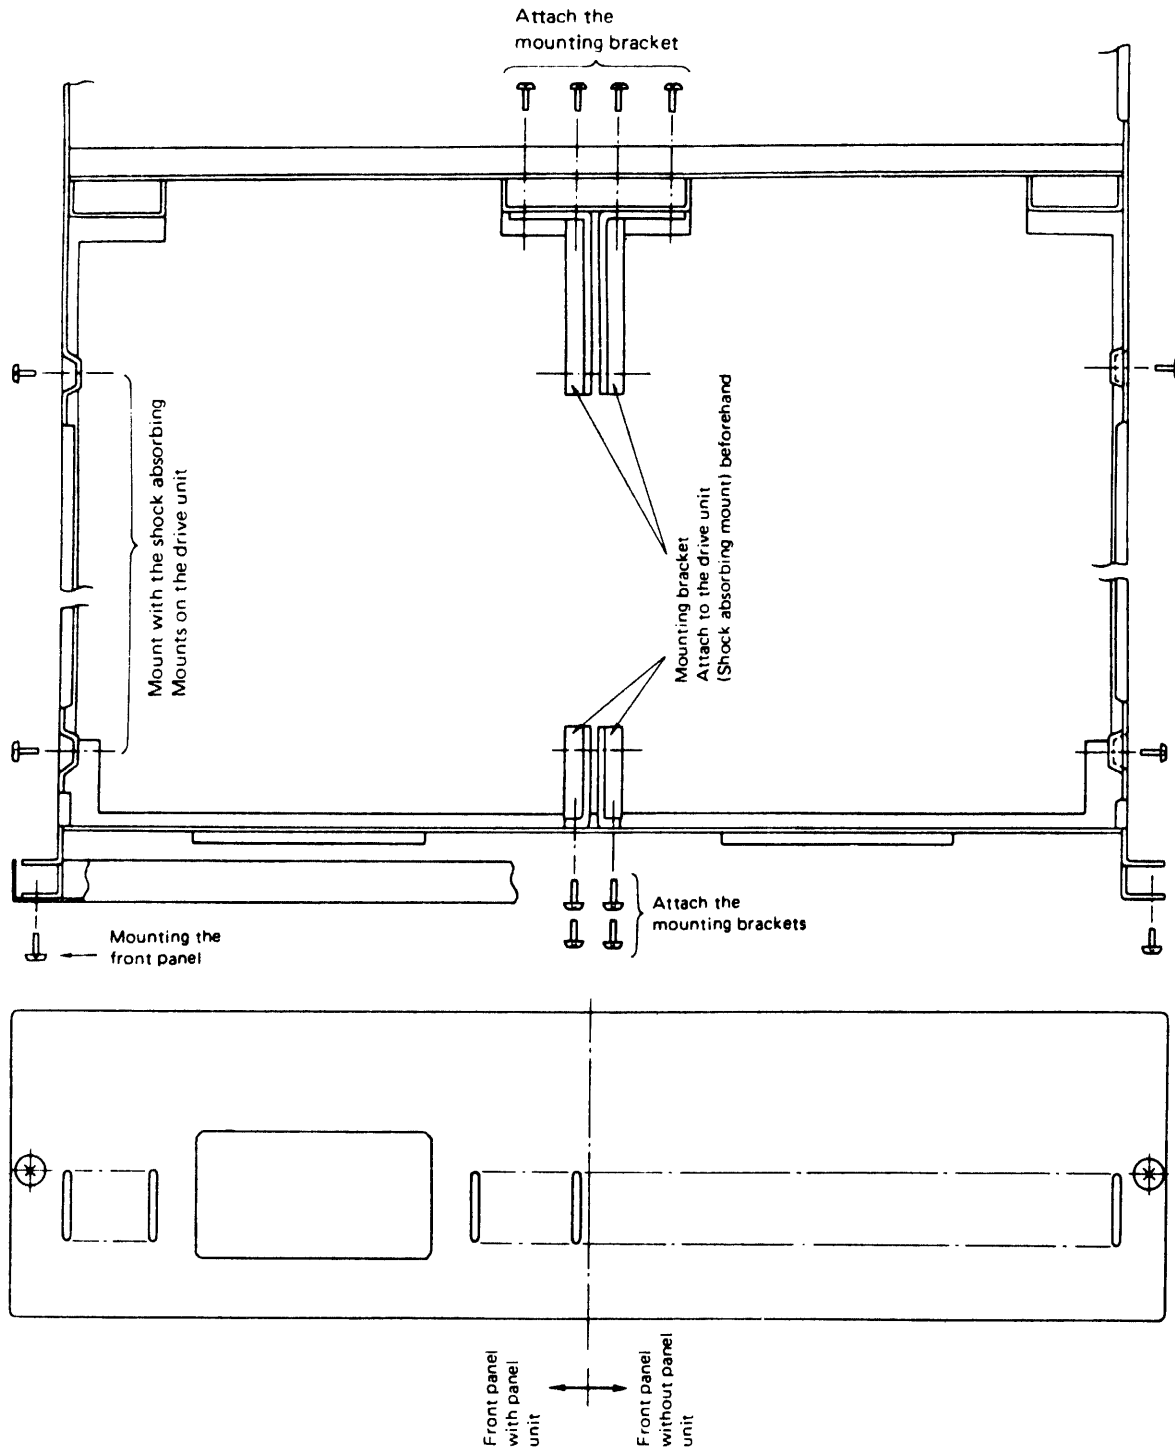 Attach the
mounting bracket
Mount with the shock absorbing
Mounts on the drive unit
Mounting bracket
Attach to the drive unit
(Shock absorbing mount) beforehand
Attach the
mounting brackets
Mounting the
front panel
Front panel
with panel
unit
Front panel
without panel
unit